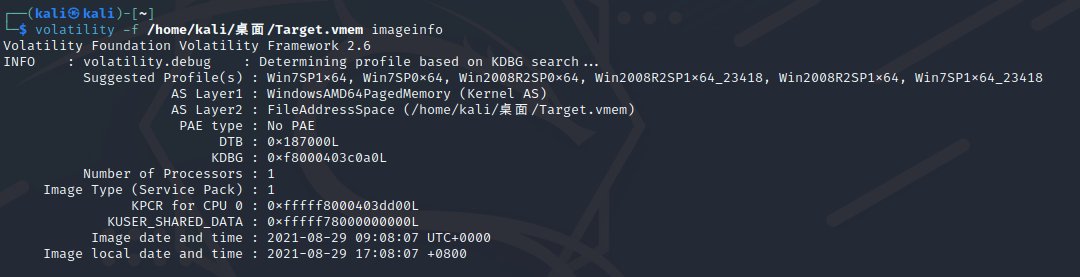 ┌──(kali㉿kali)-[~]
└─$ volatility -f /home/kali/桌面/Target.vmem imageinfo
Volatility Foundation Volatility Framework 2.6
INFO    : volatility.debug    : Determining profile based on KDBG search...
Suggested Profile(s) : Win7SP1x64, Win7SP0x64, Win2008R2SP0x64, Win2008R2SP1x64_23418, Win2008R2SP1x64, Win7SP1x64_23418
AS Layer1 : WindowsAMD64PagedMemory (Kernel AS)
AS Layer2 : FileAddressSpace (/home/kali/桌面/Target.vmem)
PAE type : No PAE
DTB : 0x187000L
KDBG : 0xf8000403c0a0L
Number of Processors : 1
Image Type (Service Pack) : 1
KPCR for CPU 0 : 0xfffff8000403dd00L
KUSER_SHARED_DATA : 0xfffff78000000000L
Image date and time : 2021-08-29 09:08:07 UTC+0000
Image local date and time : 2021-08-29 17:08:07 +0800